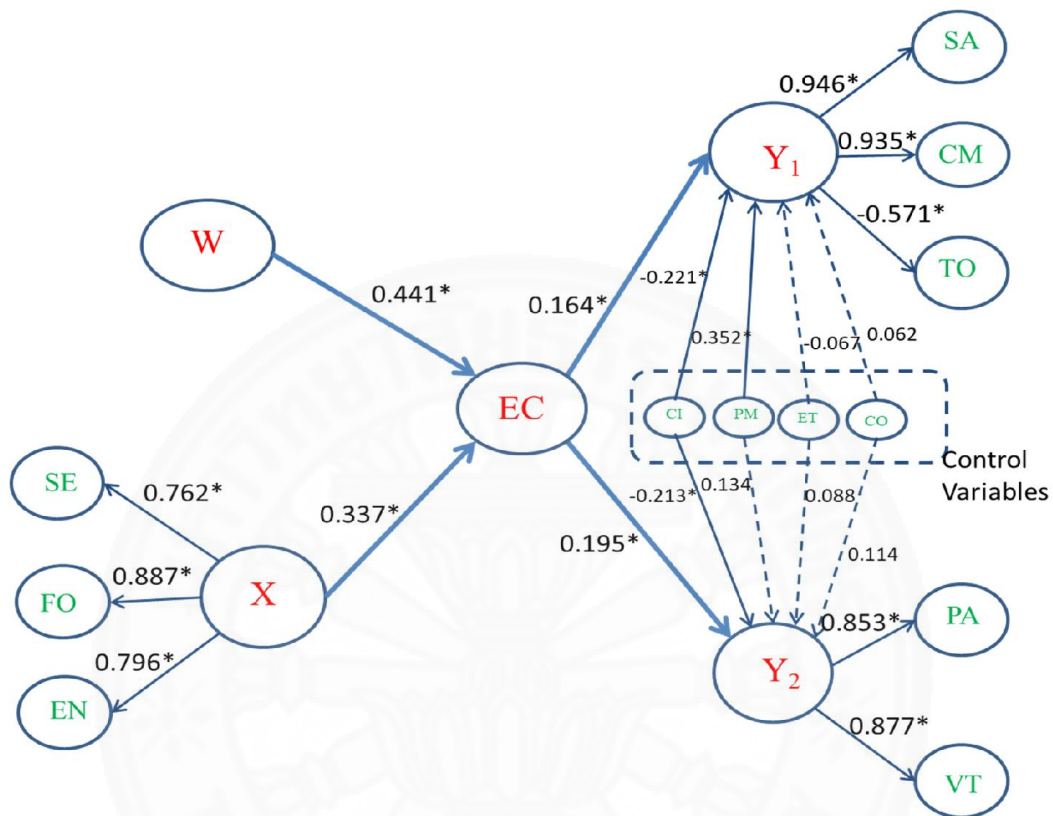 SA
0.946*
Y1
0.935*
CM
-0.571*
TO
W
0.441*
0.164*
-0.221*
0.352*
-0.067
0.062
EC
CI
PM
ET
CO
Control
Variables
SE
0.762*
0.337*
-0.213*
0.134
0.088
0.195*
0.114
FO
0.887*
X
0.853*
PA
0.796*
Y2
EN
0.877*
VT